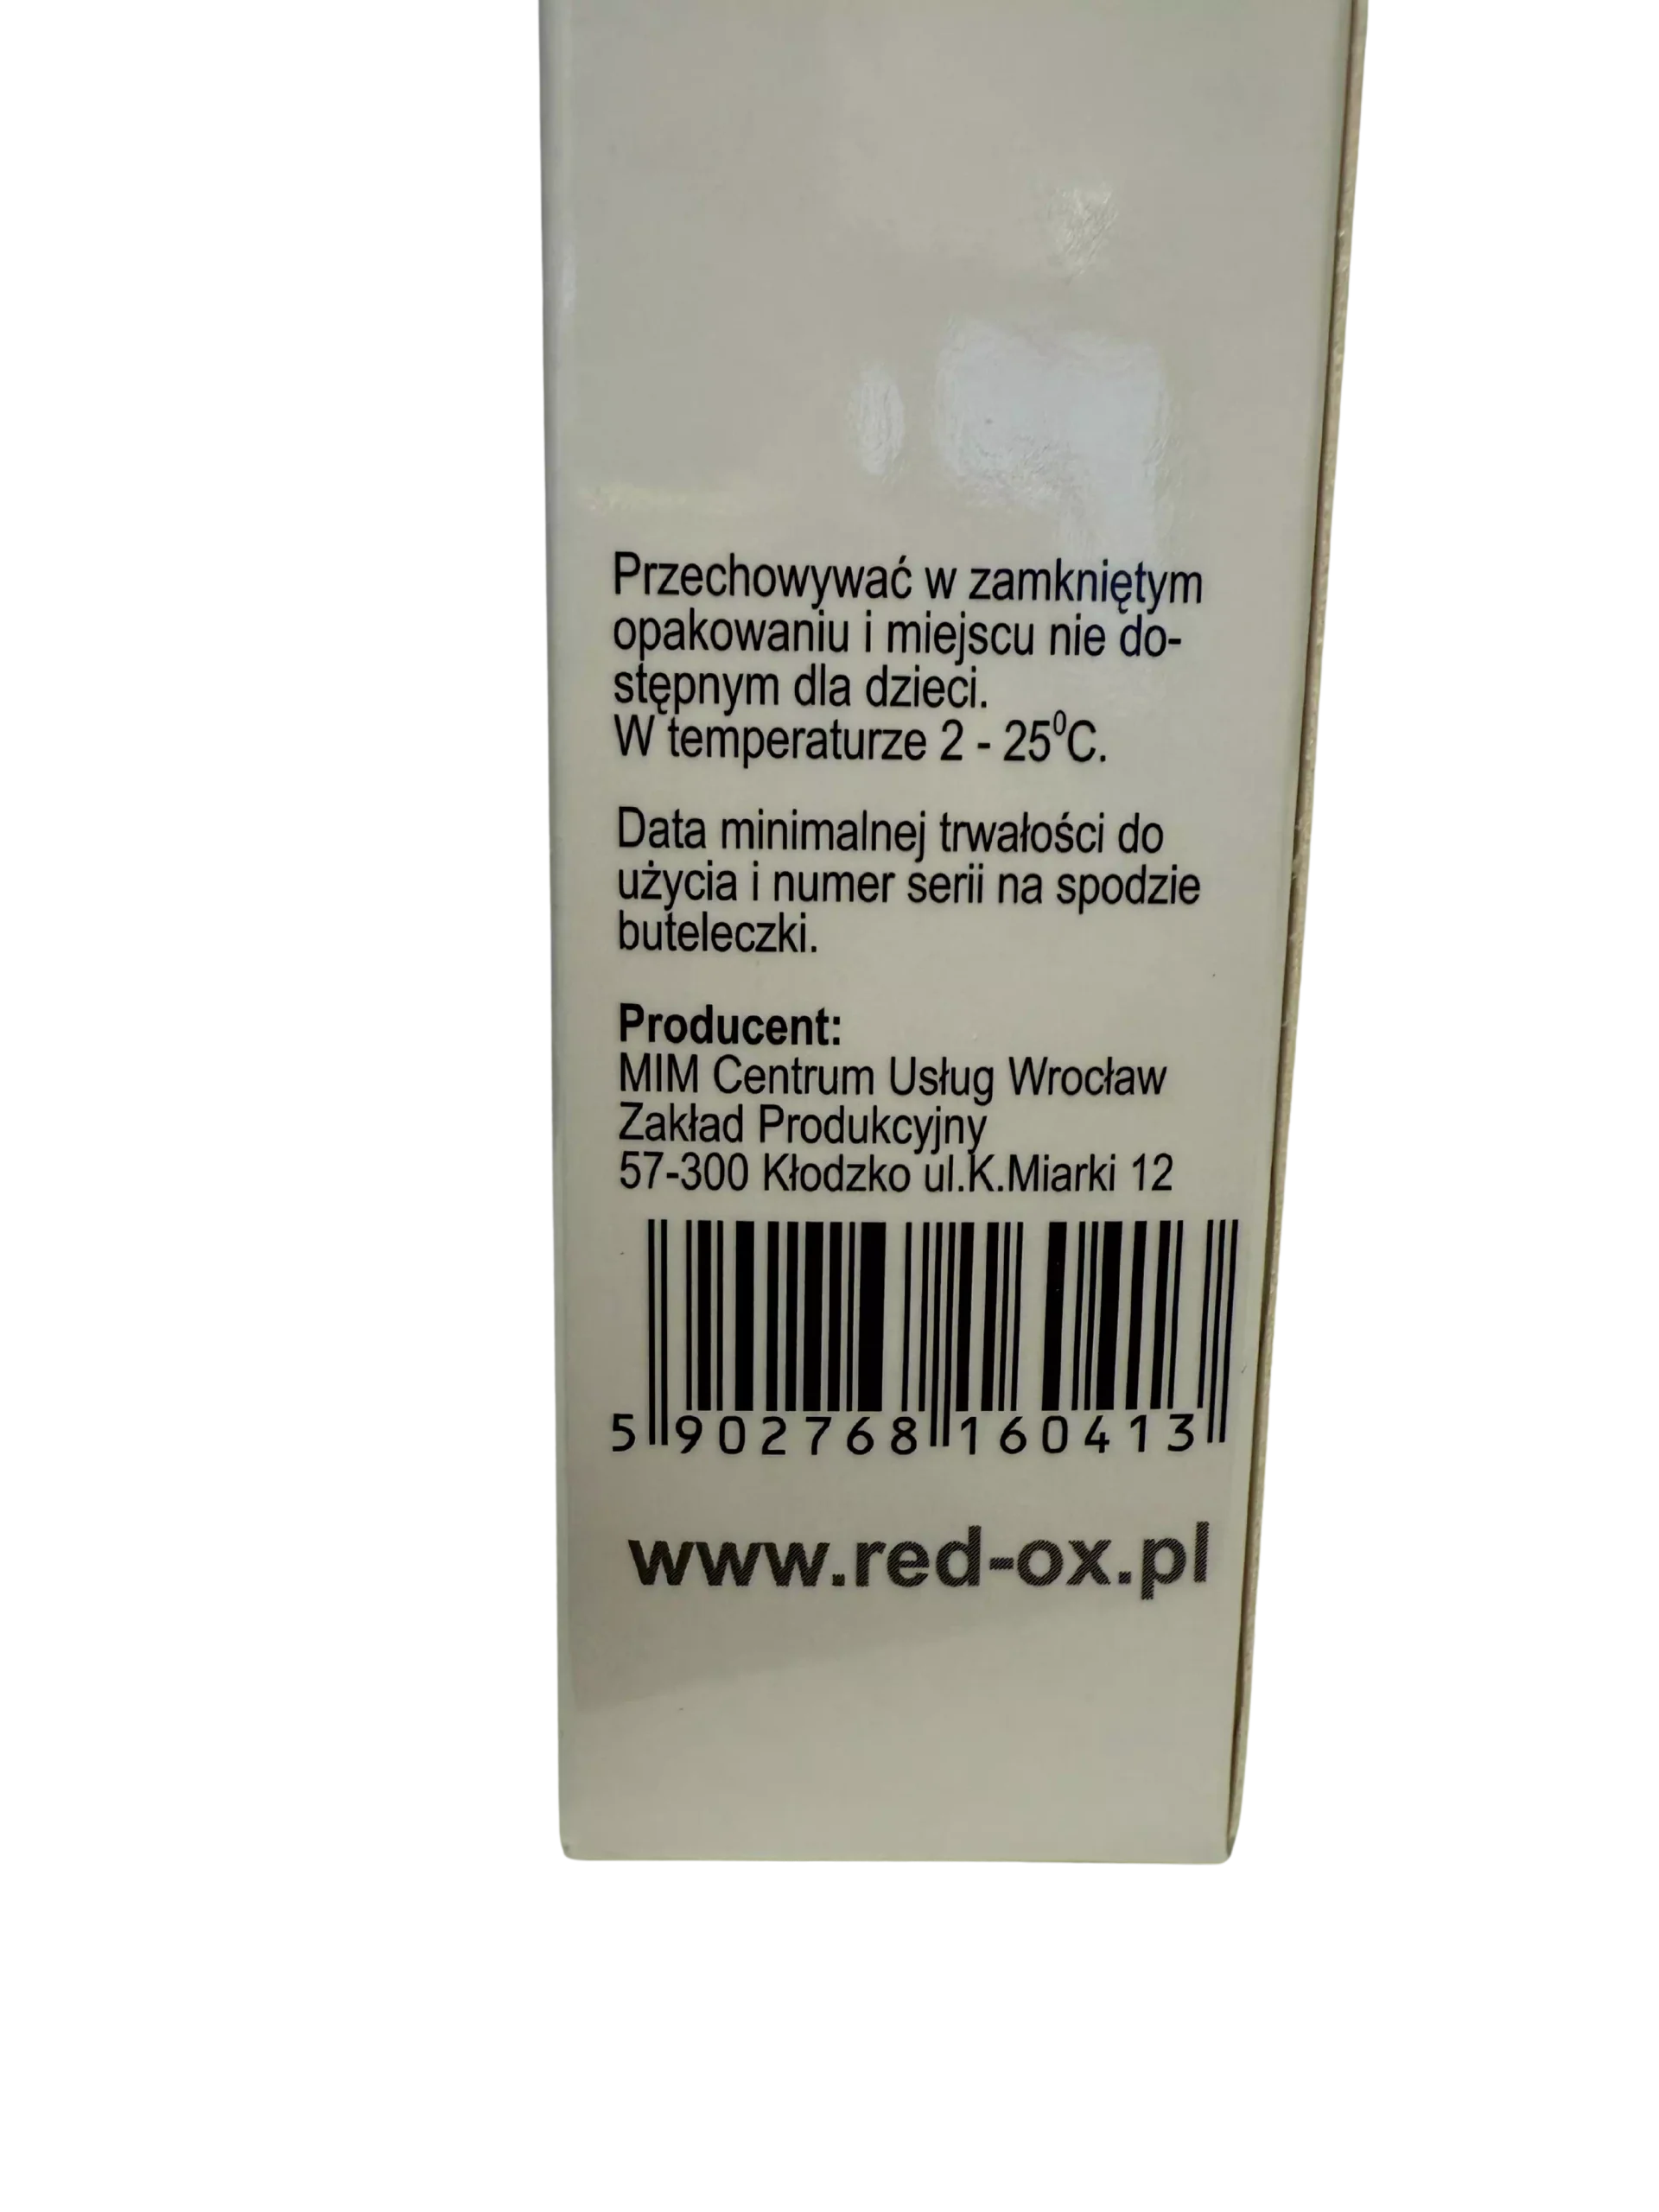 Przechowywać w zamkniętym
opakowaniu i miejscu nie do-
stępnym dla dzieci.
W temperaturze 2 - 25⁰C.
Data minimalnej trwałości do
użycia i numer serii na spodzie
buteleczki.
Producent:
MIM Centrum Usług Wrocław
Zakład Produkcyjny
57-300 Kłodzko ul.K.Miarki 12
5 902768 160413
www.red-ox.pl